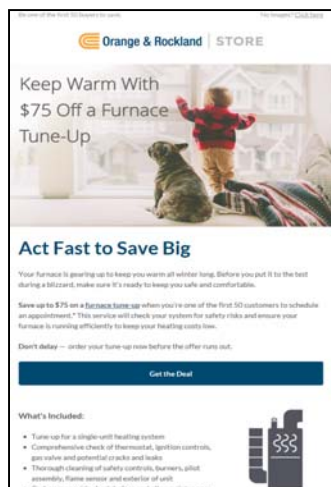 Be one of the first 50 buyers to save.
No images? Click here
Orange & Rockland | STORE
Keep Warm With
$75 Off a Furnace
Tune-Up
Act Fast to Save Big
Your furnace is gearing up to keep you warm all winter long. Before you put it to the test
during a blizzard, make sure it's ready to keep you safe and comfortable.
Save up to $75 on a furnace tune-up when you're one of the first 50 customers to schedule
an appointment.* This service will check your system for safety risks and ensure your
furnace is running efficiently to keep your heating costs low.
Don't delay — order your tune-up now before the offer runs out.
Get the Deal
What's Included:
• Tune up for a single-unit heating system
• Comprehensive check of thermostat, ignition controls,
gas valve and potential cracks and leaks
• Thorough cleaning of safety controls, burners, pilot
assembly, flame sensor and exterior of unit